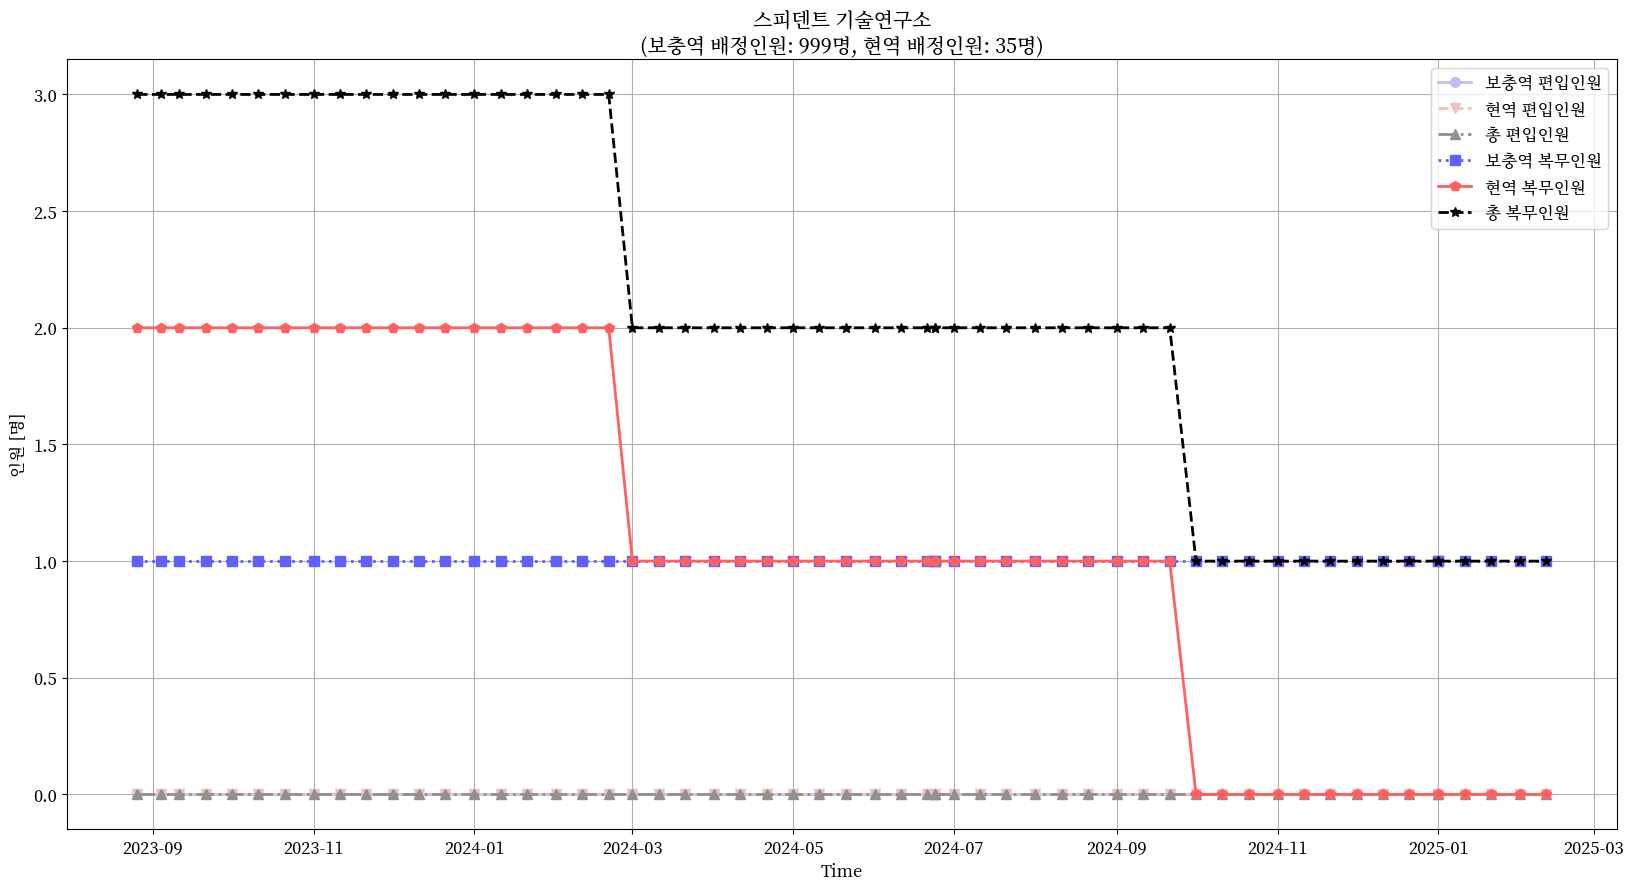 스피덴트 기술연구소
(보충역 배정인원: 999명, 현역 배정인원: 35명)
보충역 편입인원
현역 편입인원
총 편입인원
보충역 복무인원
현역 복무인원
총 복무인원
인원 [명]
3.0
2.5
2.0
1.5
1.0
0.5
0.0
2023-09 2023-11 2024-01 2024-03 2024-05 2024-07 2024-09 2024-11 2025-01 2025-03
Time